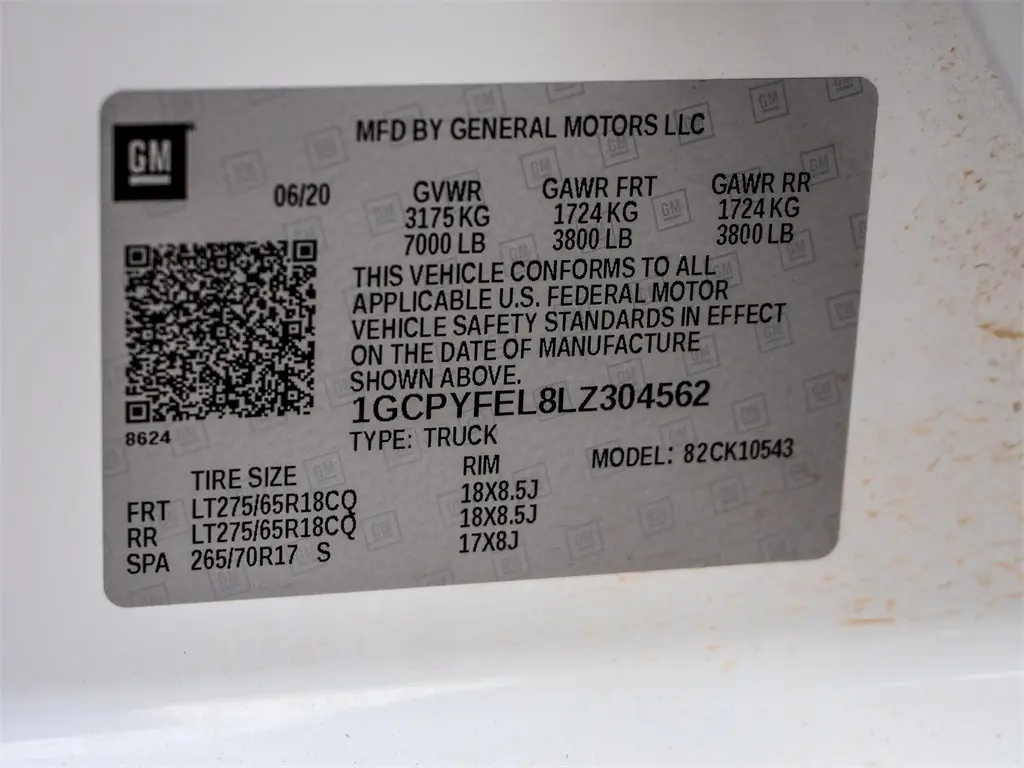 MFD BY GENERAL MOTORS LLC
GM
06/20 GVWR GAWR FRT GAWR RR
3175 KG 1724 KG 1724 KG
7000 LB 3800 LB 3800 LB
THIS VEHICLE CONFORMS TO ALL
APPLICABLE U.S. FEDERAL MOTOR
VEHICLE SAFETY STANDARDS IN EFFECT
ON THE DATE OF MANUFACTURE
SHOWN ABOVE.
1GCPYFEL8LZ304562
8624
TYPE: TRUCK
MODEL: 82CK10543
TIRE SIZE RIM
FRT LT275/65R18CQ 18X8.5J
RR LT275/65R18CQ 18X8.5J
SPA 265/70R17 S 17X8J